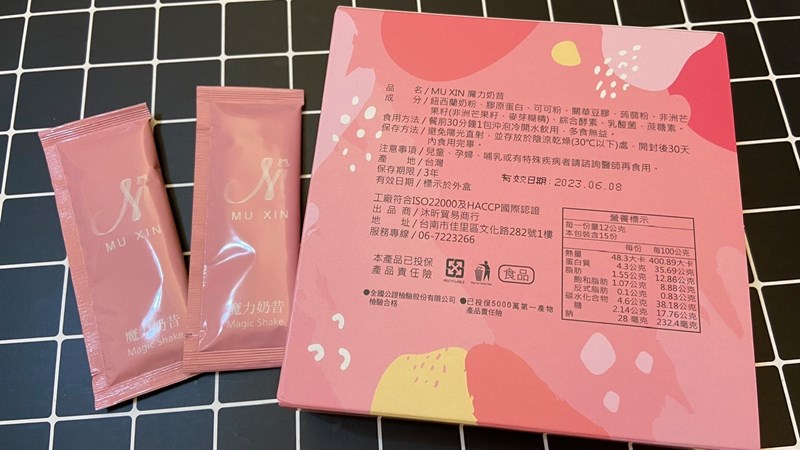 MU XIN
魔力奶昔
Magic Shake
MU XIN
魔力奶昔
Magic Shake
品 名/MU XIN 魔力奶昔
成 分/紐西蘭奶粉、膠原蛋白、可可粉、關華豆膠、蒟蒻粉、非洲芒
果籽(非洲芒果籽、麥芽糊精)、綜合酵素、乳酸菌、蔗糖素。
食用方法/餐前30分鐘1包沖泡冷開水飲用,多食無益。
保存方法/避免陽光直射,並存放於陰涼乾燥(30℃以下)處,開封後30天
內食用完畢。
注意事項/兒童、孕婦、哺乳或有特殊疾病者請諮詢醫師再食用。
產 地/台灣
保存期限/3年
有效日期/標示於外盒
有效日期:2023.06.08
工廠符合ISO22000及HACCP國際認證
出 品 商/沐昕貿易商行
地 址/台南市佳里區文化路282號1樓
服務專線/06-7223266
本產品已投保
產品責任險
食品
●全國公證檢驗股份有限公司
檢驗合格
●已投保5000萬第一產物
產品責任險
營養標示
每一份量12公克
本包裝含15份
每份 每100公克
熱量 48.3大卡 400.89大卡
蛋白質 4.3公克 35.69公克
脂肪 1.55公克 12.86公克
飽和脂肪 1.07公克 8.88公克
反式脂肪 0.1公克 0.83公克
碳水化合物 4.6公克 38.18公克
糖 2.14公克 17.76公克
鈉 28 毫克 232.4毫克